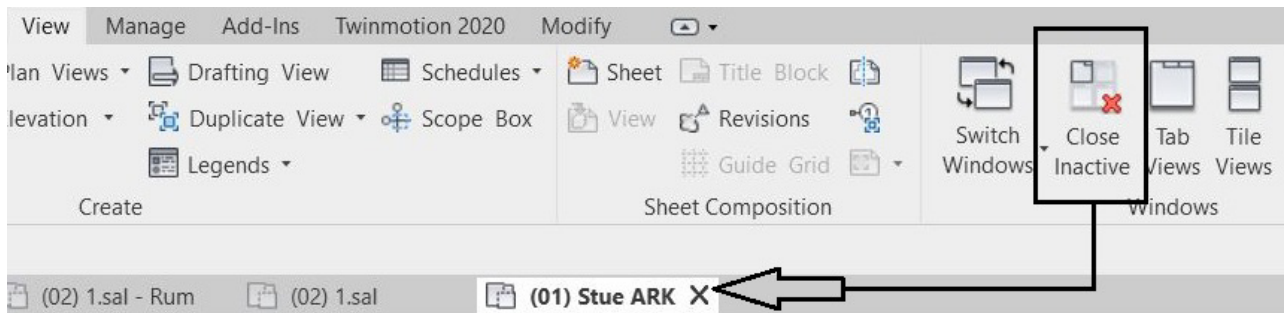 View Manage Add-Ins Twinmotion 2020 Modify
Plan Views Drafting View Schedules Sheet Title Block
levation Duplicate View Scope Box View Revisions
Legends Guide Grid
Switch Windows
Close Inactive
Tab Views
Tile Views
Create Sheet Composition Windows
(02) 1.sal - Rum (02) 1.sal (01) Stue ARK X